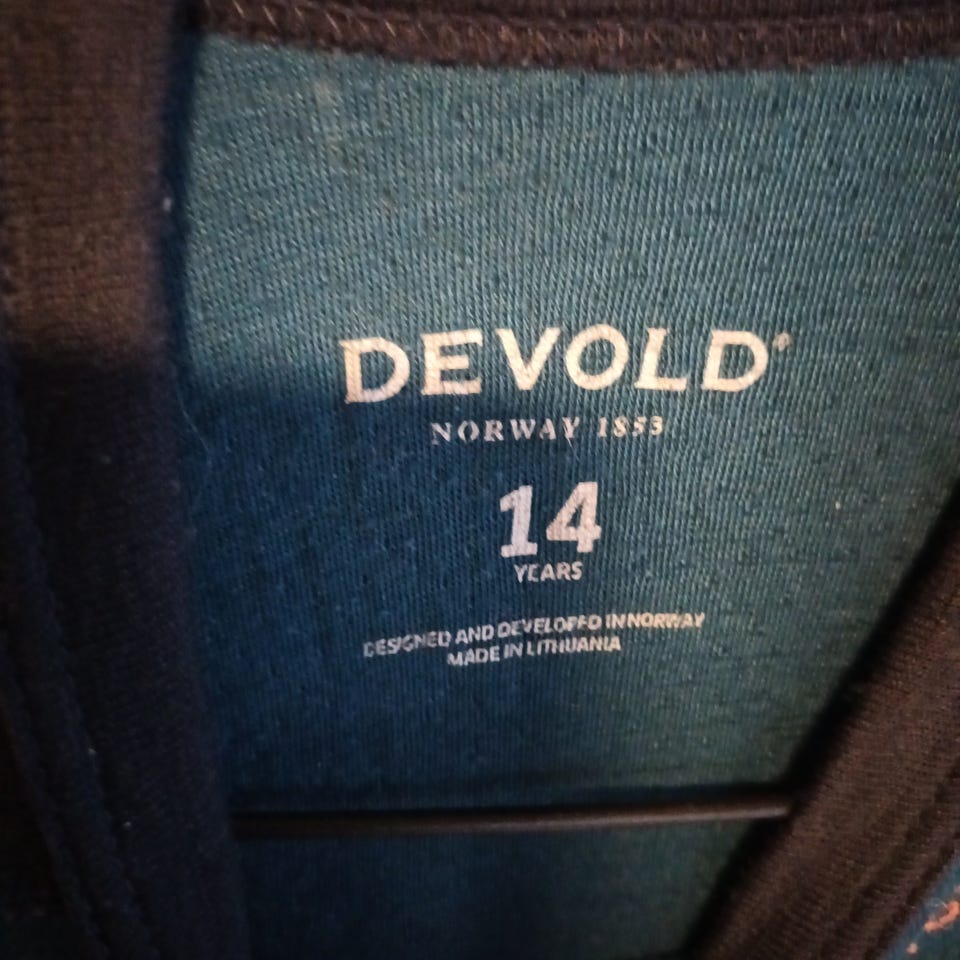 DEVOLD®
NORWAY 1853
14
YEARS
DESIGNED AND DEVELOPED IN NORWAY
MADE IN LITHUANIA